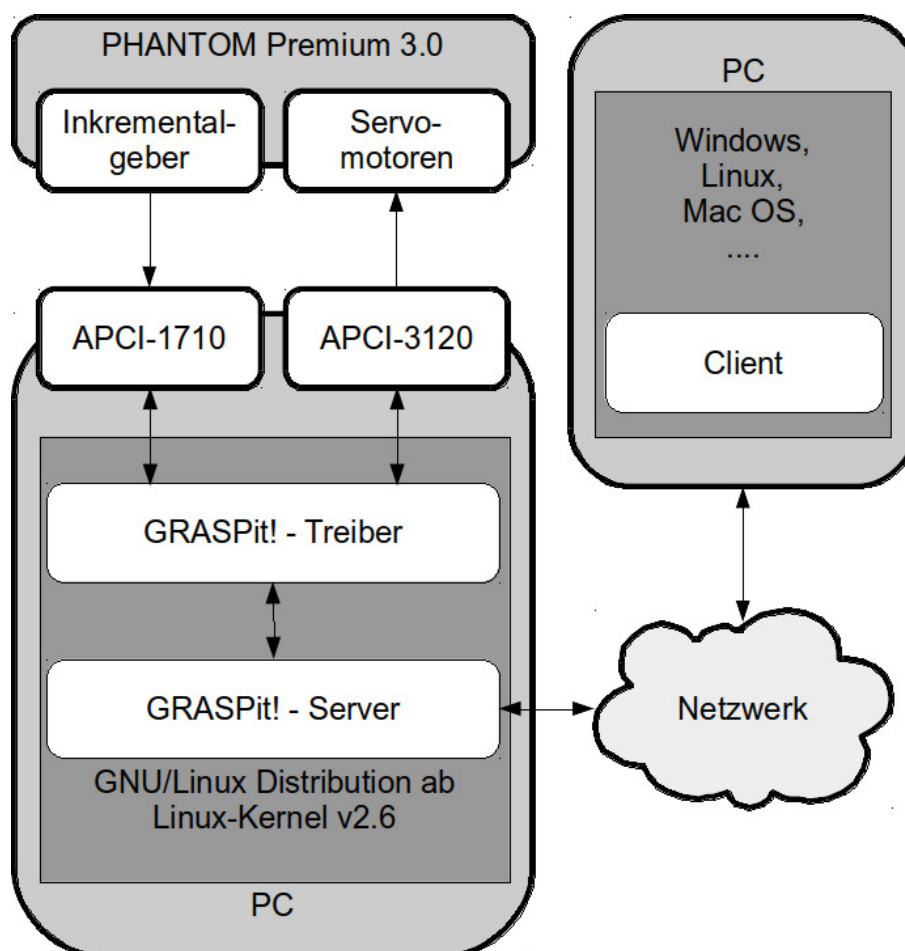 PHANTOM Premium 3.0
Inkremental-
geber
Servo-
motoren
APCI-1710
APCI-3120
GRASPit! - Treiber
GRASPit! - Server
GNU/Linux Distribution ab
Linux-Kernel v2.6
PC
PC
Windows,
Linux,
Mac OS,
....
Client
Netzwerk